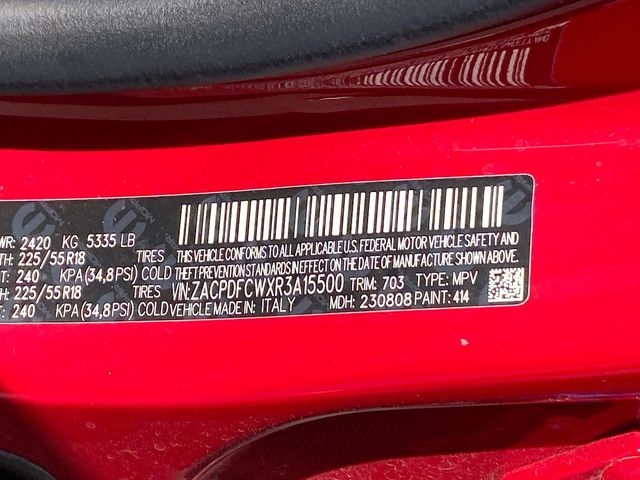 WR: 2420 KG 5335 LB
TH: 225/55R18 TIRES
T: 240 KPA(34,8PSI) COLD
H: 225/55R18 TIRES
T: 240 KPA(34,8PSI) COLD
THIS VEHICLE CONFORMS TO ALL APPLICABLE U.S. FEDERAL MOTOR VEHICLE SAFETY AND
THEFT PREVENTION STANDARDS IN EFFECT ON THE DATE OF MANUFACTURE SHOWN ABOVE.
VIN:ZACPDFCWXR3A15500 TRIM: 703 TYPE: MPV
VEHICLE MADE IN: ITALY MDH: 230808 PAINT: 414